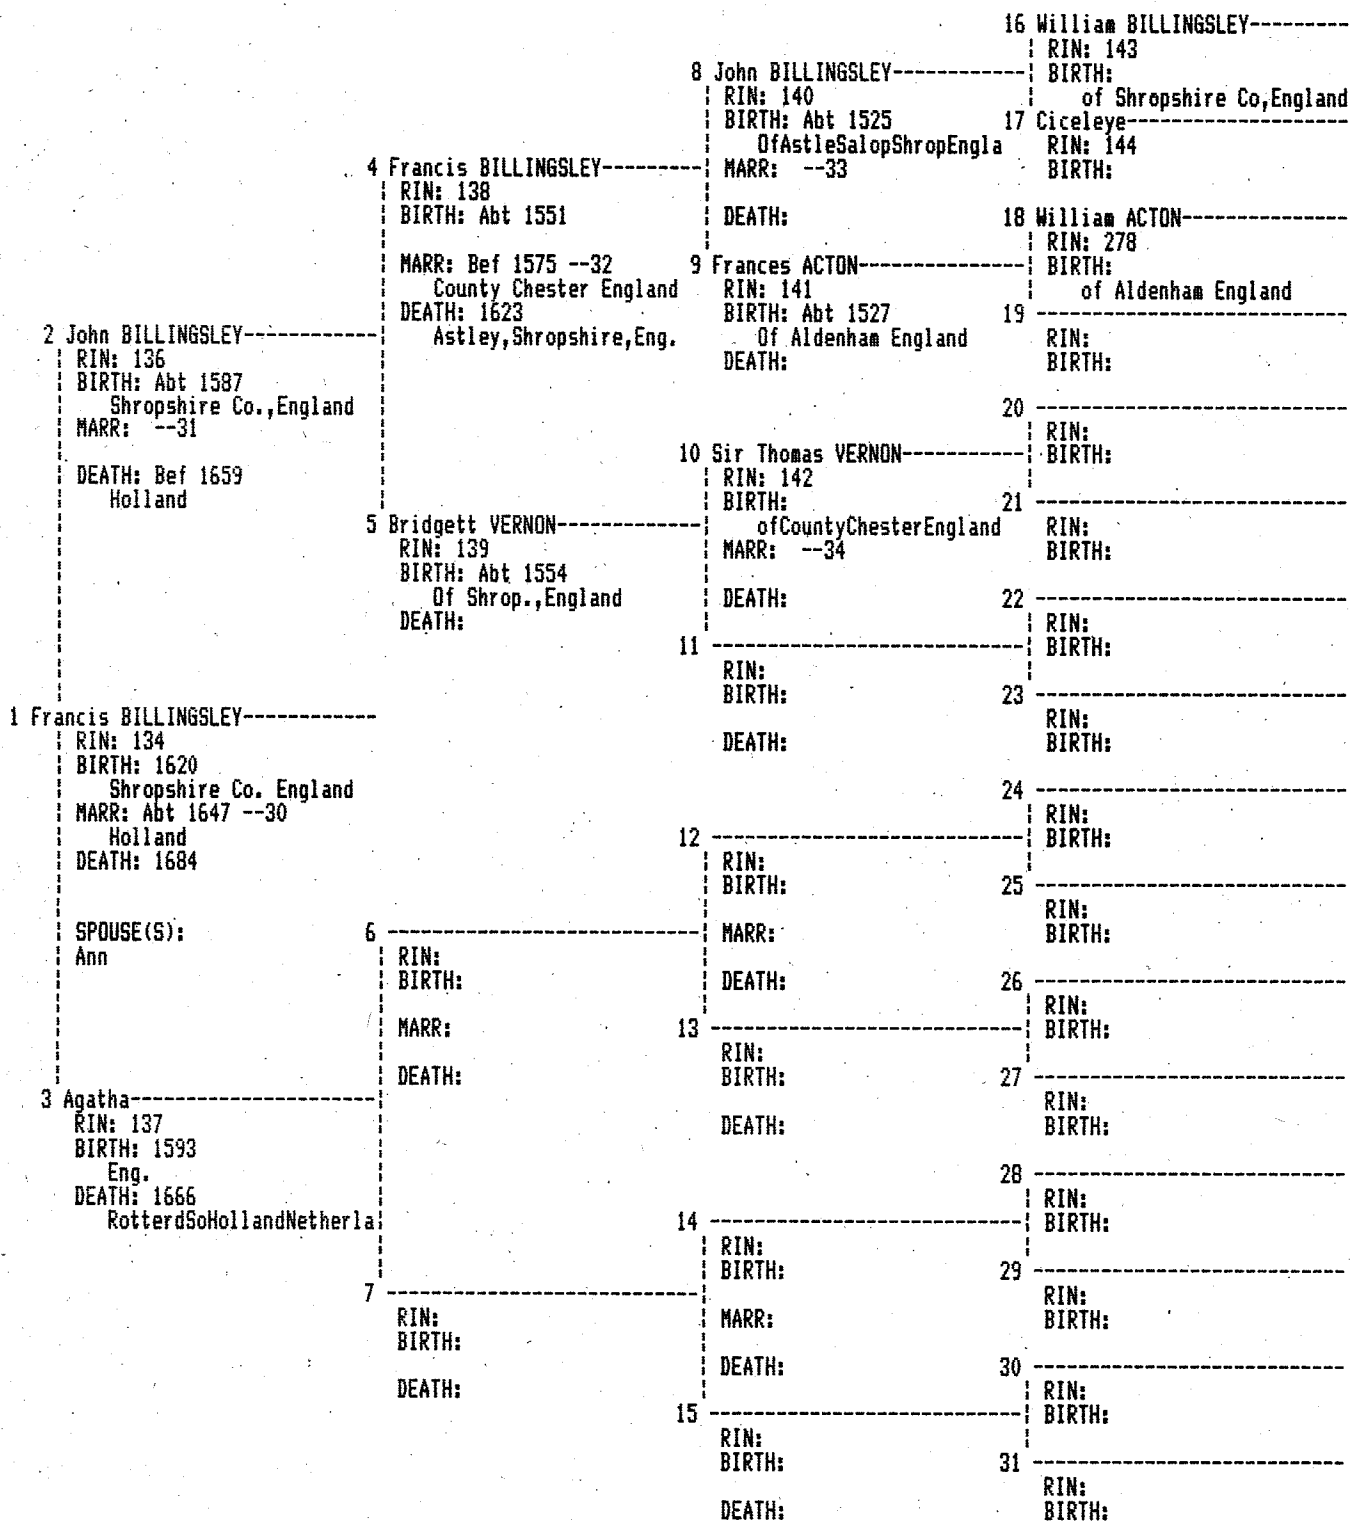 16 William BILLINGSLEY---------
RIN: 143
BIRTH:
of Shropshire Co,England
8 John BILLINGSLEY------------
RIN: 140
BIRTH: Abt 1525
OfAstleSalopShropEngla
MARR: --33
DEATH:
17 Ciceleye--------------------
RIN: 144
BIRTH:
4 Francis BILLINGSLEY---------
RIN: 138
BIRTH: Abt 1551
MARR: Bef 1575 --32
County Chester England
DEATH: 1623
Astley,Shropshire,Eng.
18 William ACTON---------------
RIN: 278
BIRTH:
of Aldenham England
9 Frances ACTON---------------
RIN: 141
BIRTH: Abt 1527
Of Aldenham England
DEATH:
19 ----------------------------
RIN:
BIRTH:
2 John BILLINGSLEY------------
RIN: 136
BIRTH: Abt 1587
Shropshire Co.,England
MARR: --31
DEATH: Bef 1659
Holland
20 ----------------------------
RIN:
BIRTH:
10 Sir Thomas VERNON-----------
RIN: 142
BIRTH:
ofCountyChesterEngland
MARR: --34
DEATH:
21 ----------------------------
RIN:
BIRTH:
5 Bridgett VERNON-------------
RIN: 139
BIRTH: Abt 1554
Of Shrop.,England
DEATH:
22 ----------------------------
RIN:
BIRTH:
11 ----------------------------
RIN:
BIRTH:
DEATH:
23 ----------------------------
RIN:
BIRTH:
1 Francis BILLINGSLEY------------
RIN: 134
BIRTH: 1620
Shropshire Co. England
MARR: Abt 1647 --30
Holland
DEATH: 1684
SPOUSE(S):
Ann
24 ----------------------------
RIN:
BIRTH:
12 ----------------------------
RIN:
BIRTH:
MARR:
DEATH:
25 ----------------------------
RIN:
BIRTH:
6 ----------------------------
RIN:
BIRTH:
MARR:
DEATH:
26 ----------------------------
RIN:
BIRTH:
13 ----------------------------
RIN:
BIRTH:
DEATH:
27 ----------------------------
RIN:
BIRTH:
3 Agatha----------------------
RIN: 137
BIRTH: 1593
Eng.
DEATH: 1666
RotterdSoHollandNetherla
28 ----------------------------
RIN:
BIRTH:
14 ----------------------------
RIN:
BIRTH:
MARR:
DEATH:
29 ----------------------------
RIN:
BIRTH:
7 ----------------------------
RIN:
BIRTH:
DEATH:
30 ----------------------------
RIN:
BIRTH:
15 ----------------------------
RIN:
BIRTH:
DEATH:
31 ----------------------------
RIN:
BIRTH: